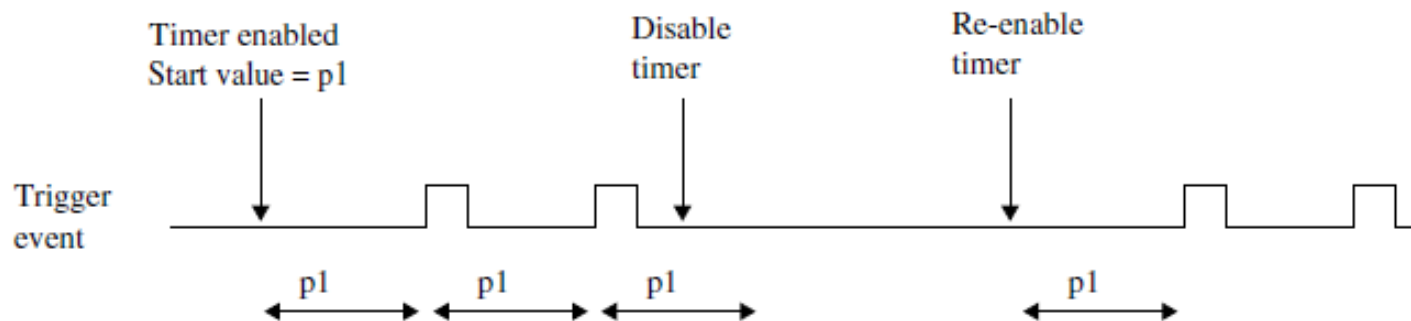 Timer enabled
Start value = p1
Disable
timer
Re-enable
timer
Trigger
event
p1
p1
p1
p1